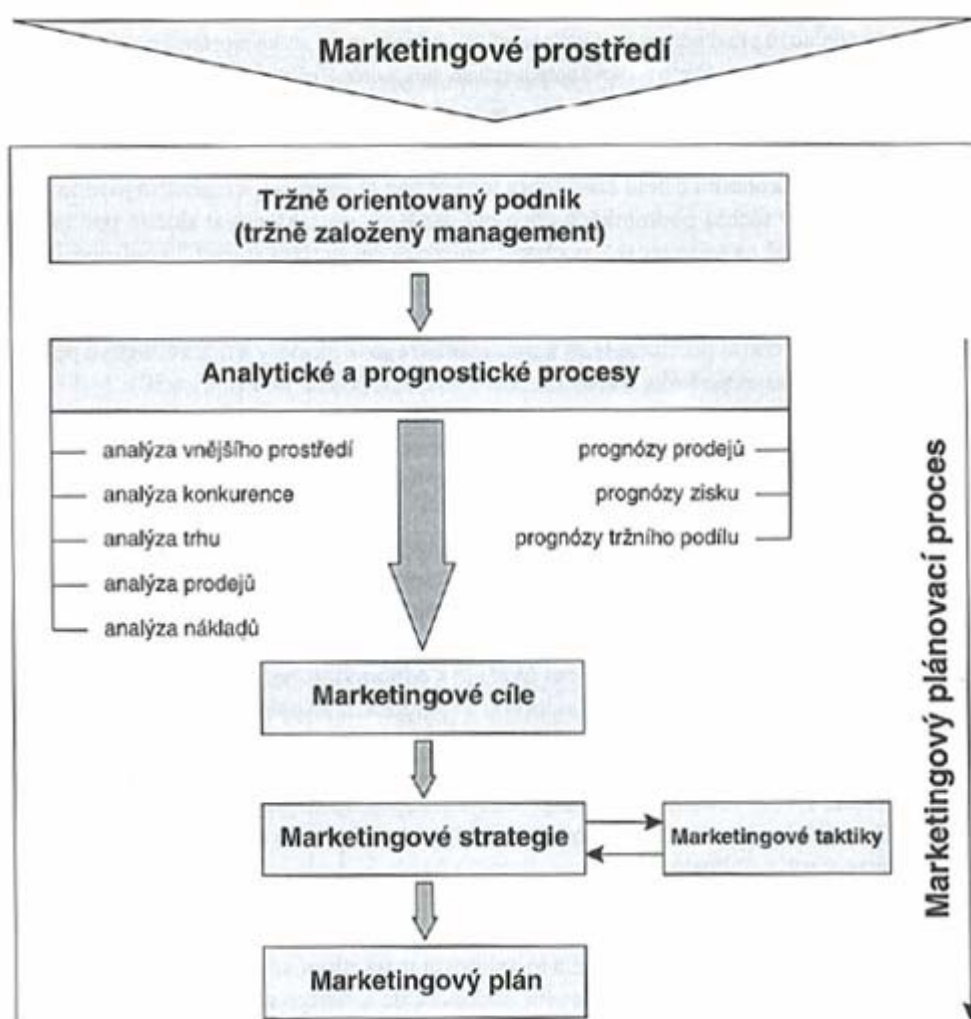 Marketingové prostředí
Tržně orientovaný podnik
(tržně založený management)
Analytické a prognostické procesy
analýza vnějšího prostředí
analýza konkurence
analýza trhu
analýza prodejů
analýza nákladů
prognózy prodejů
prognózy zisku
prognózy tržního podílu
Marketingové cíle
Marketingové strategie
Marketingové taktiky
Marketingový plán
Marketingový plánovací proces